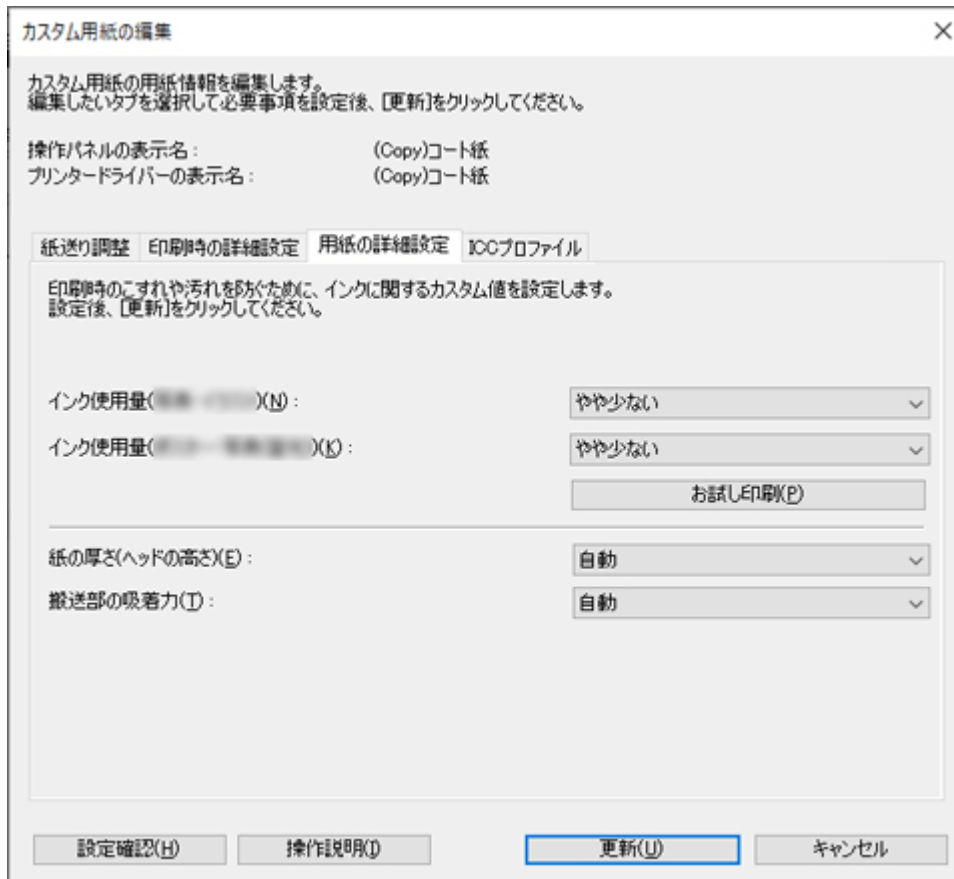 カスタム用紙の編集
カスタム用紙の用紙情報を編集します。
編集したいタブを選択して必要事項を設定後、[更新]をクリックしてください。
操作パネルの表示名： (Copy)コート紙
プリンタードライバーの表示名： (Copy)コート紙
紙送り調整 印刷時の詳細設定 用紙の詳細設定 ICCプロファイル
印刷時のこすれや汚れを防ぐために、インクに関するカスタム値を設定します。
設定後、[更新]をクリックしてください。
インク使用量( )(N)： やや少ない
インク使用量( )(K)： やや少ない
お試し印刷(P)
紙の厚さ(ヘッドの高さ)(E)： 自動
搬送部の吸着力(T)： 自動
設定確認(H) 操作説明(I) 更新(U) キャンセル